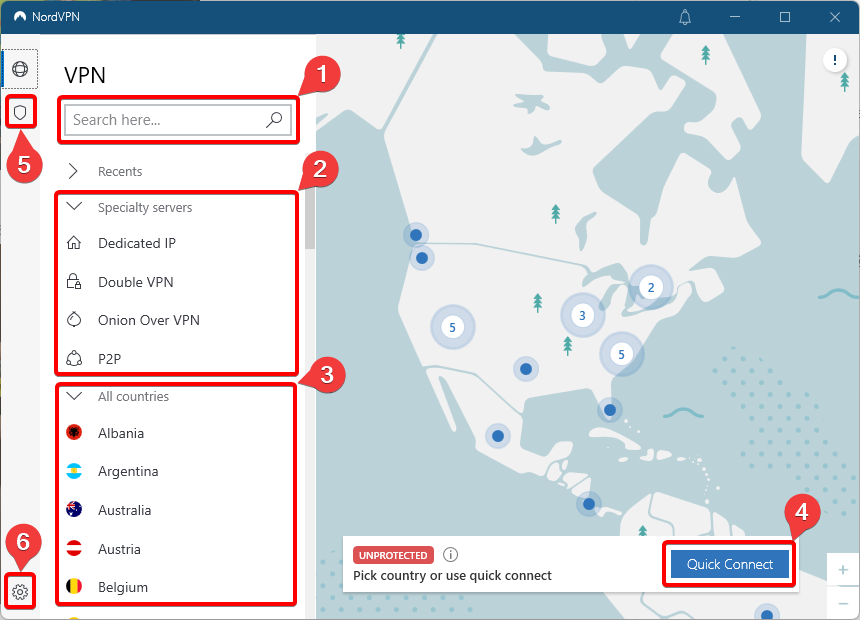 NordVPN
VPN
1
Search here...
5
Recents
2
Specialty servers
Dedicated IP
Double VPN
Onion Over VPN
P2P
3
All countries
Albania
Argentina
Australia
Austria
Belgium
6
!
2
3
5
5
4
UNPROTECTED
i
Pick country or use quick connect
Quick Connect
+
−